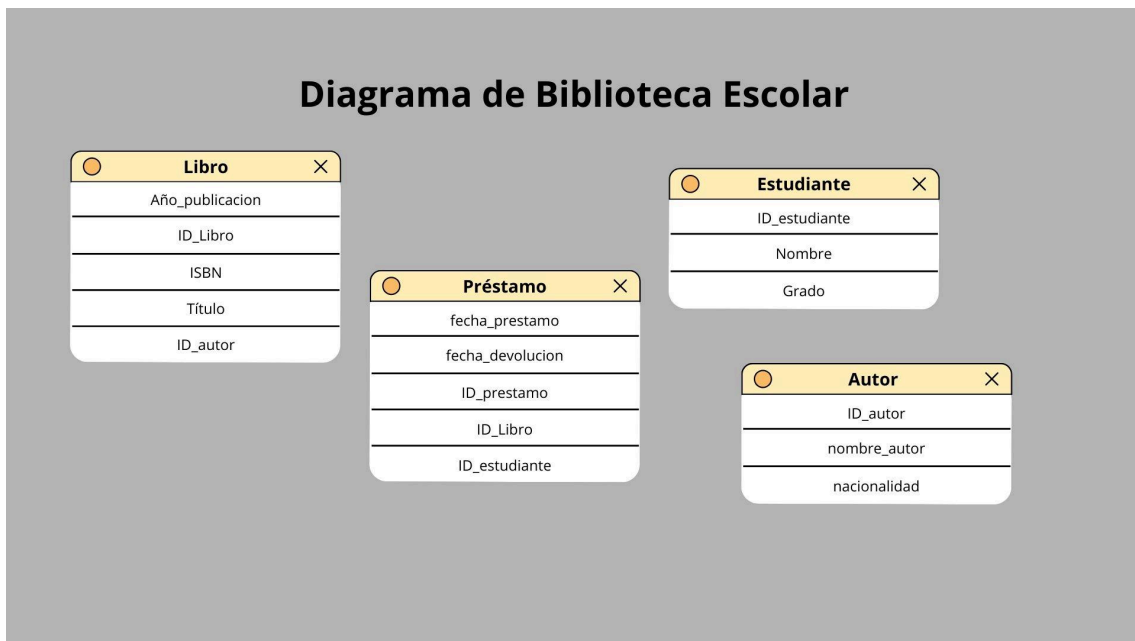 Diagrama de Biblioteca Escolar
Libro
Año_publicacion
ID_Libro
ISBN
Título
ID_autor
Préstamo
fecha_prestamo
fecha_devolucion
ID_prestamo
ID_Libro
ID_estudiante
Estudiante
ID_estudiante
Nombre
Grado
Autor
ID_autor
nombre_autor
nacionalidad